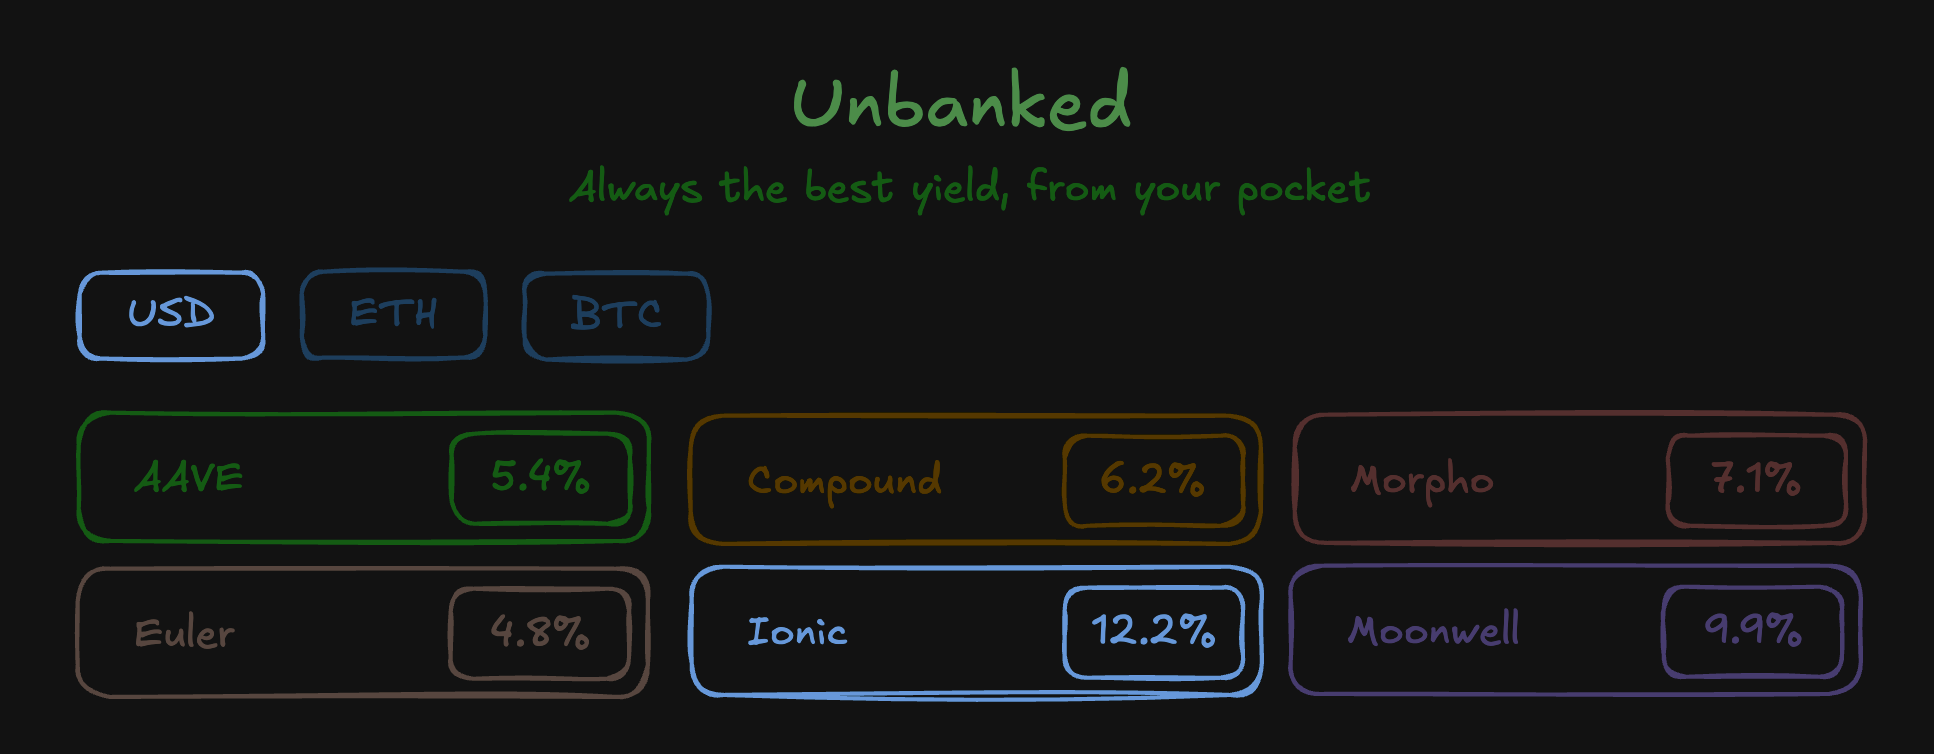 Unbanked
Always the best yield, from your pocket
USD ETH BTC
AAVE 5.4% Compound 6.2% Morpho 7.1%
Euler 4.8% Ionic 12.2% Moonwell 9.9%